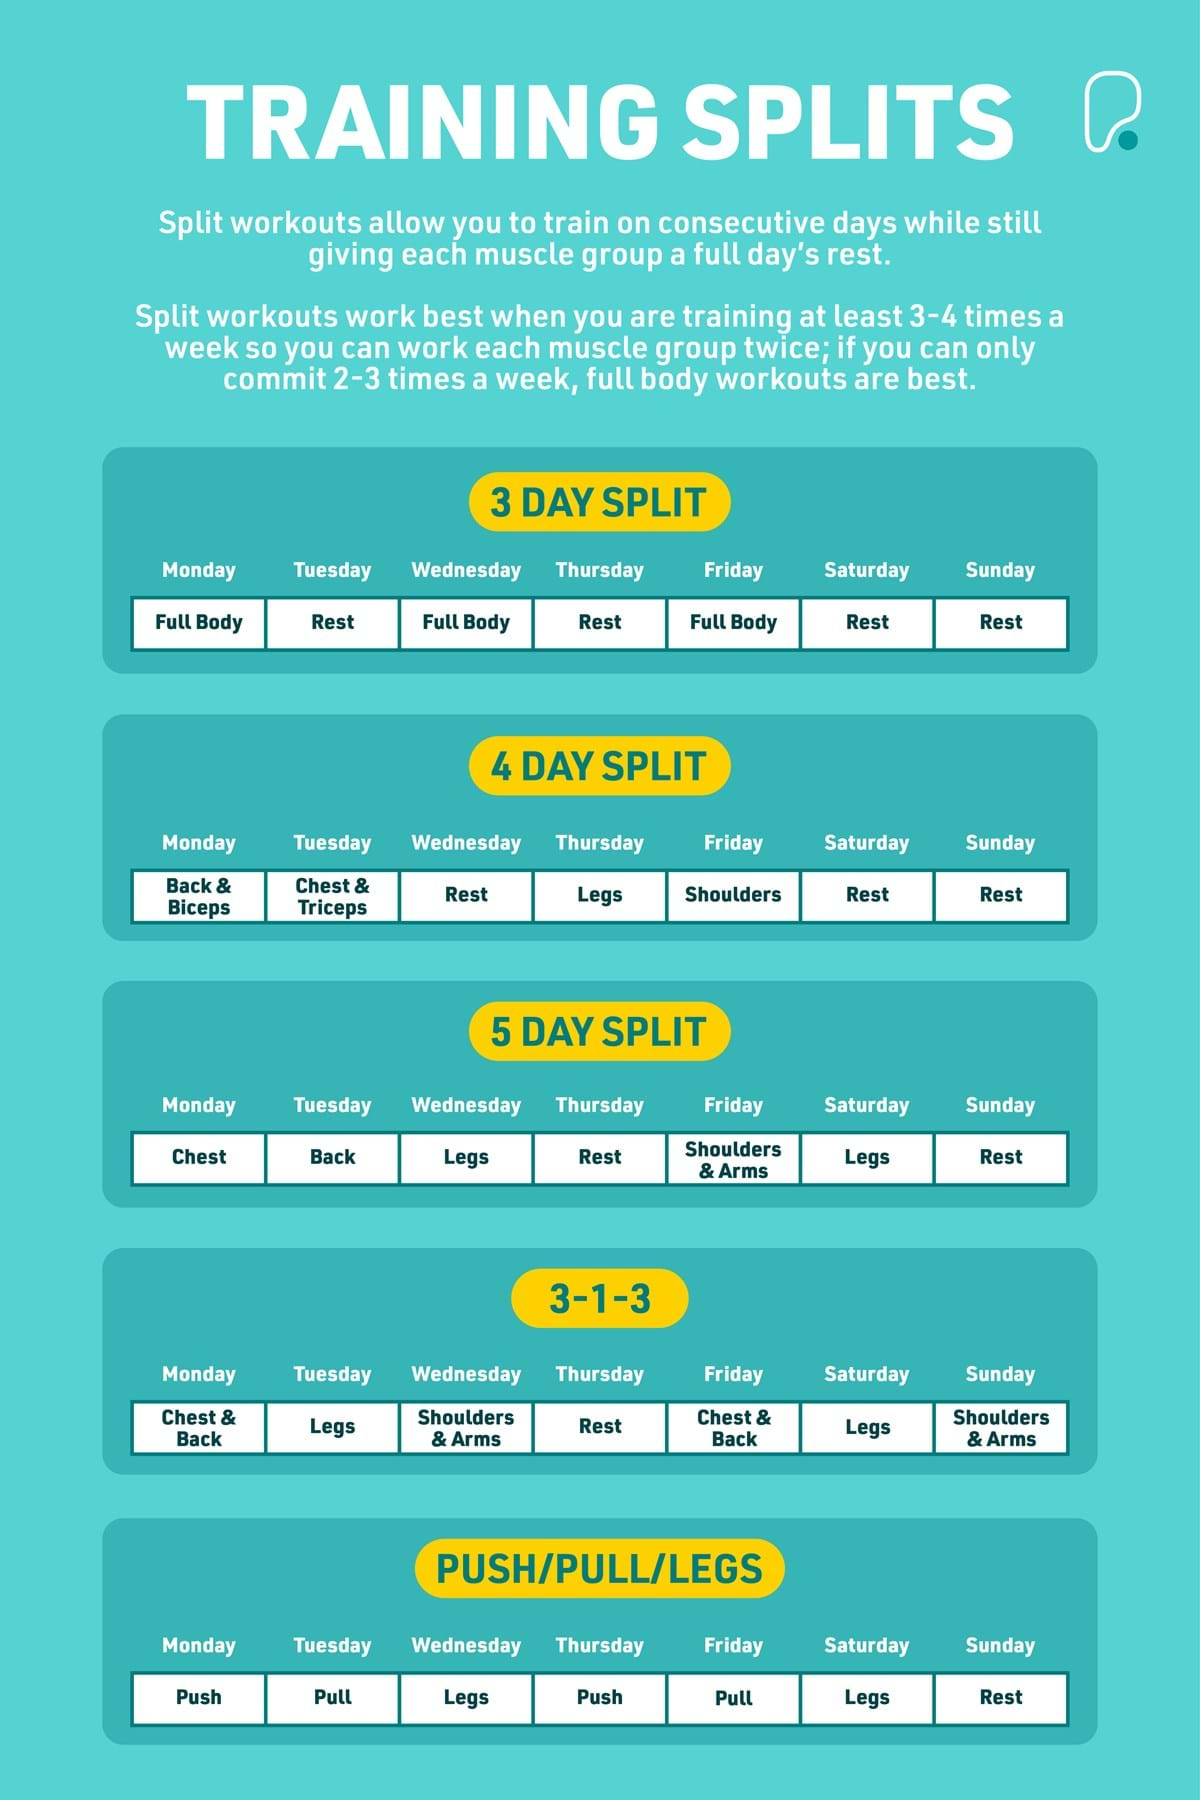 TRAINING SPLITS
Split workouts allow you to train on consecutive days while still
giving each muscle group a full day's rest.
Split workouts work best when you are training at least 3-4 times a
week so you can work each muscle group twice; if you can only
commit 2-3 times a week, full body workouts are best.
3 DAY SPLIT
Monday Tuesday Wednesday Thursday Friday Saturday Sunday
Full Body Rest Full Body Rest Full Body Rest Rest
4 DAY SPLIT
Monday Tuesday Wednesday Thursday Friday Saturday Sunday
Back & Biceps Chest & Triceps Rest Legs Shoulders Rest Rest
5 DAY SPLIT
Monday Tuesday Wednesday Thursday Friday Saturday Sunday
Chest Back Legs Rest Shoulders & Arms Legs Rest
3-1-3
Monday Tuesday Wednesday Thursday Friday Saturday Sunday
Chest & Back Legs Shoulders & Arms Rest Chest & Back Legs Shoulders & Arms
PUSH/PULL/LEGS
Monday Tuesday Wednesday Thursday Friday Saturday Sunday
Push Pull Legs Push Pull Legs Rest